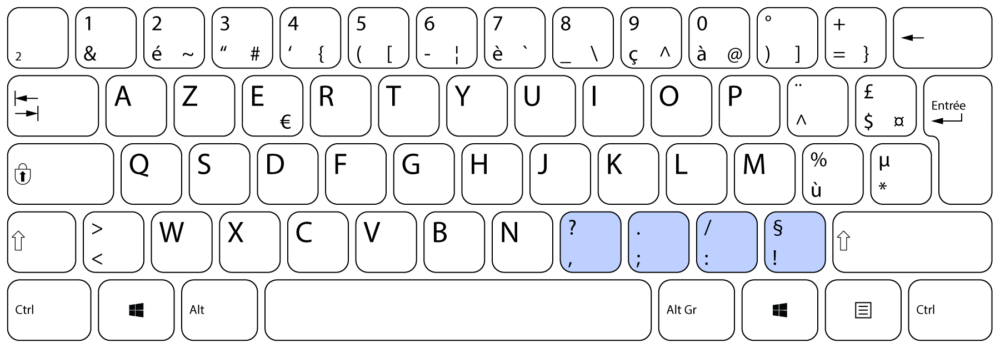 2 1 & 2 é ~ 3 “ # 4 ‘ { 5 ( [ 6 - ¦ 7 è ` 8 _ \ 9 ç ^ 0 à @ ° ) ] + = }
A Z E € R T Y U I O P ¨ ^ £ $ ¤ Entrée
Q S D F G H J K L M % ù µ *
> < W X C V B N ? , . ; / : § !
Ctrl Alt Alt Gr Ctrl